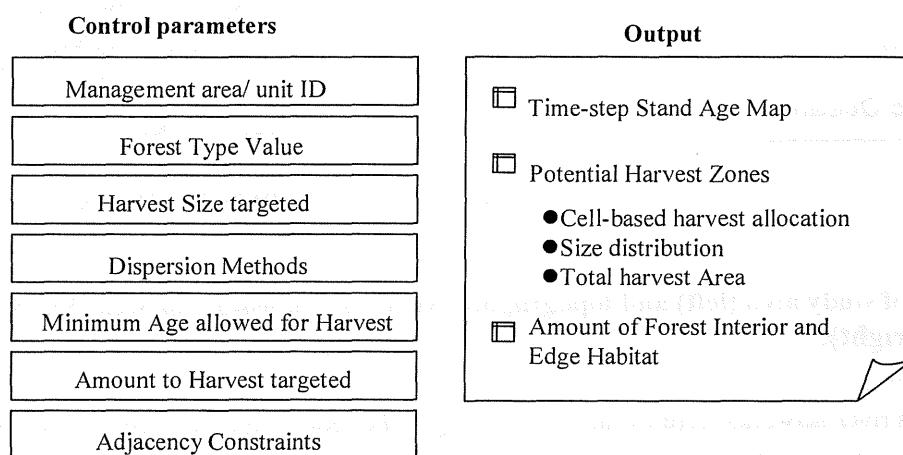 Control parameters
Management area/ unit ID
Forest Type Value
Harvest Size targeted
Dispersion Methods
Minimum Age allowed for Harvest
Amount to Harvest targeted
Adjacency Constraints
Output
Time-step Stand Age Map
Potential Harvest Zones
●Cell-based harvest allocation
●Size distribution
●Total harvest Area
Amount of Forest Interior and
Edge Habitat